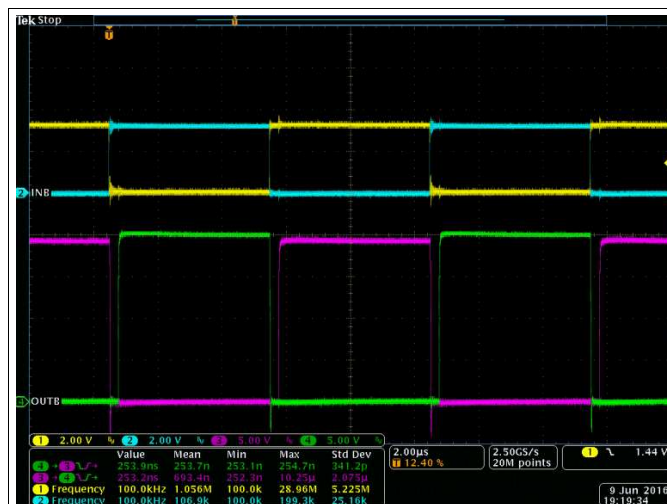 Tek Stop
T
T
2 INB
4 OUTB
1 2.00 V 2 2.00 V 3 5.00 V 4 5.00 V
2.00µs
T 12.40 %
2.50GS/s
20M points
1 1.44 V
Value Mean Min Max Std Dev
4 → 3 253.9ns 253.7n 253.1n 254.7n 341.2p
3 → 4 253.2ns 693.4n 252.3n 10.25µ 2.075µ
1 Frequency 100.0kHz 1.056M 100.0k 28.96M 5.225M
2 Frequency 100.0kHz 106.9k 100.0k 199.3k 25.16k
9 Jun 2016
19:19:34